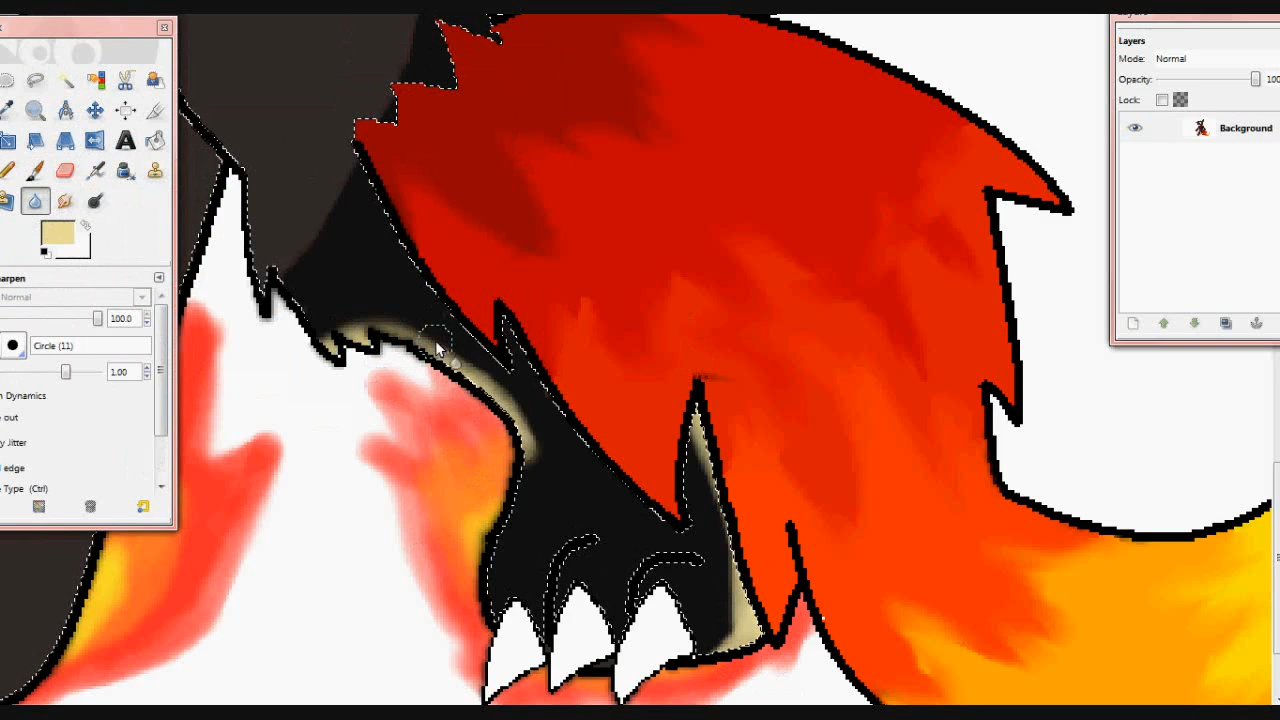 arpen
Normal
100.0
Circle (11)
1.00
Dynamics
out
Jitter
edge
Type (Ctrl)
Layers
Mode: Normal
Opacity: 100
Lock:
Background